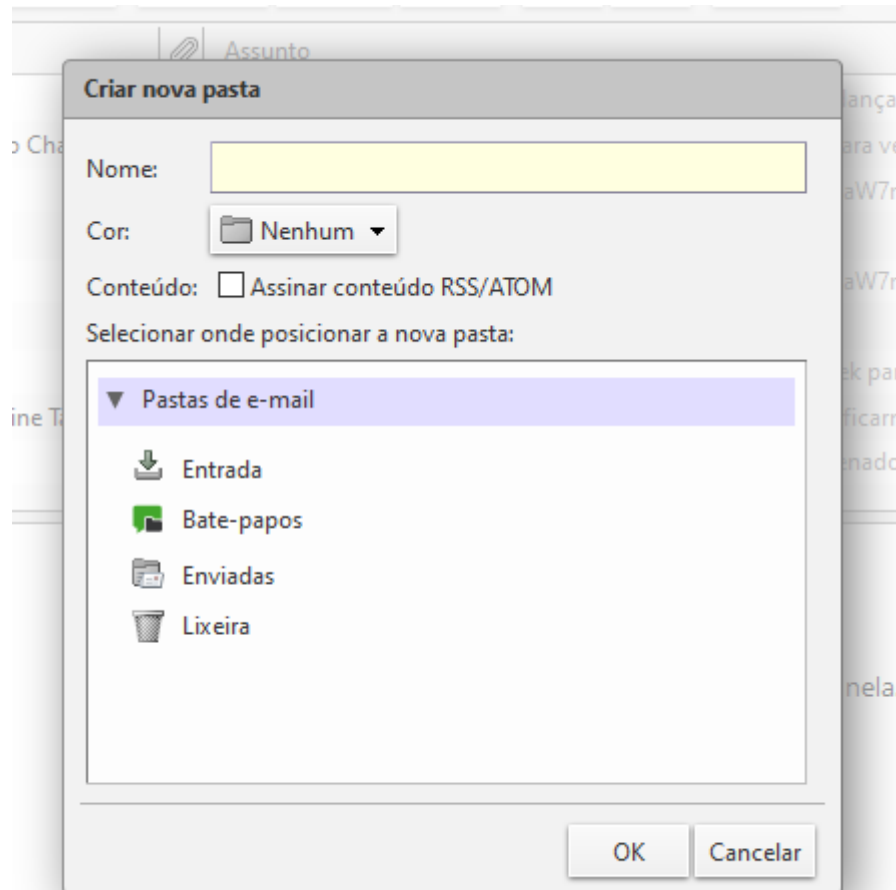 Assunto
Criar nova pasta
Nome:
Cor: Nenhum
Conteúdo: Assinar conteúdo RSS/ATOM
Selecionar onde posicionar a nova pasta:
Pastas de e-mail
Entrada
Bate-papos
Enviadas
Lixeira
nela
OK Cancelar